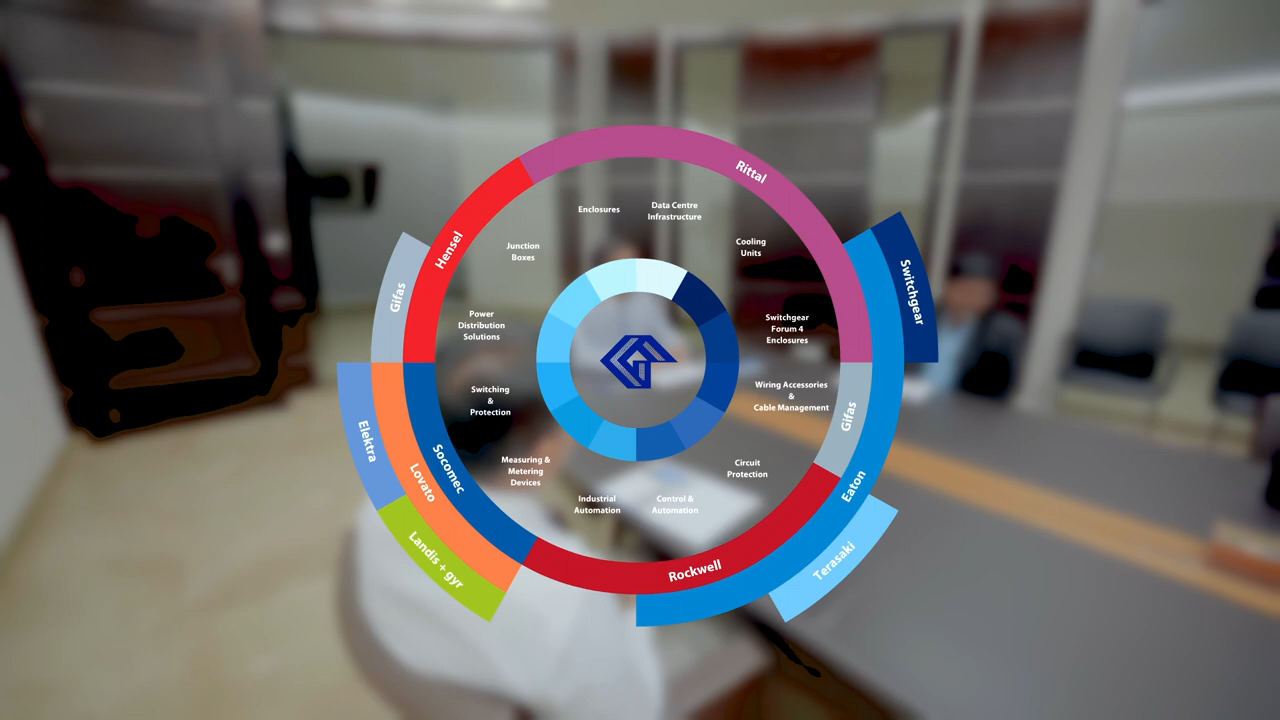 Rittal
Enclosures
Data Centre
Infrastructure
Hensel
Junction
Boxes
Cooling
Units
Switchgear
Gifas
Power
Distribution
Solutions
Switchgear
Forum 4
Enclosures
Switching
&
Protection
Wiring Accessories
&
Cable Management
Gifas
Elektra
Lovato
Socomec
Measuring &
Metering
Devices
Circuit
Protection
Eaton
Industrial
Automation
Control &
Automation
Landis + gyr
Rockwell
Terasaki